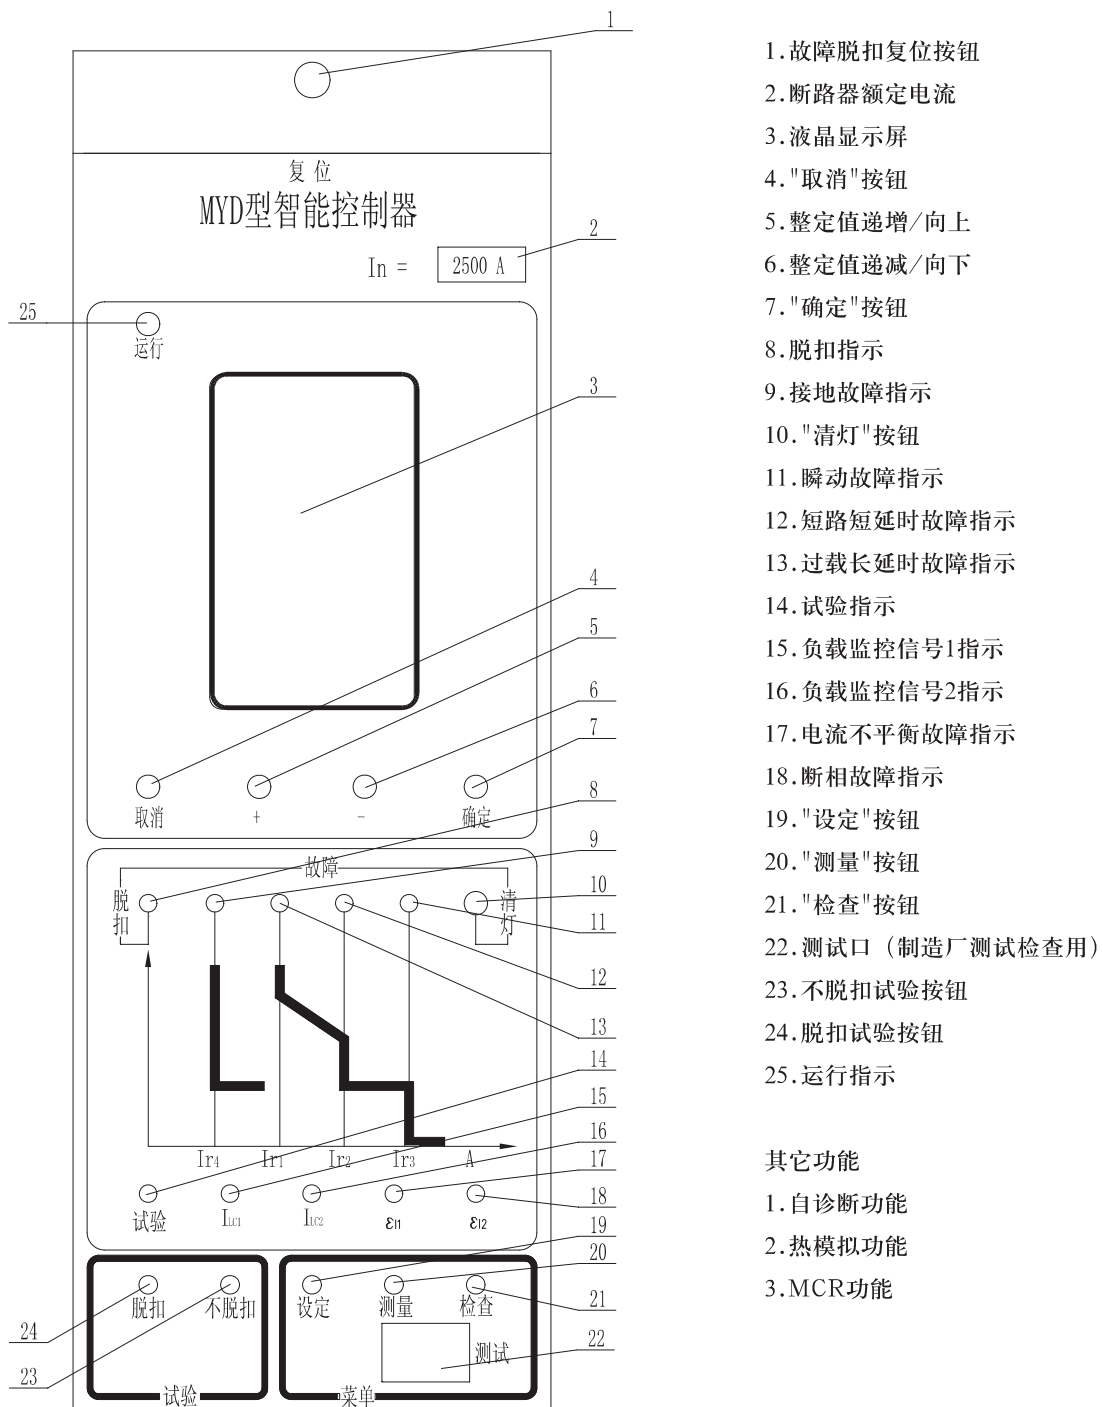 1
复位
MYD型智能控制器
2
In = 2500 A
25
运行
3
4
5
6
7
取消 + - 确定
8
9
故障
脱扣
清灯
10
11
12
13
14
15
16
17
Ir4 Ir1 Ir2 Ir3 A
18
试验 ILC1 ILC2 εI1 εI2
19
20
脱扣 不脱扣 设定 测量 检查
21
24
22
测试
23
试验 菜单
1.故障脱扣复位按钮
2.断路器额定电流
3.液晶显示屏
4."取消"按钮
5.整定值递增/向上
6.整定值递减/向下
7."确定"按钮
8.脱扣指示
9.接地故障指示
10."清灯"按钮
11.瞬动故障指示
12.短路短延时故障指示
13.过载长延时故障指示
14.试验指示
15.负载监控信号1指示
16.负载监控信号2指示
17.电流不平衡故障指示
18.断相故障指示
19."设定"按钮
20."测量"按钮
21."检查"按钮
22.测试口（制造厂测试检查用）
23.不脱扣试验按钮
24.脱扣试验按钮
25.运行指示
其它功能
1.自诊断功能
2.热模拟功能
3.MCR功能